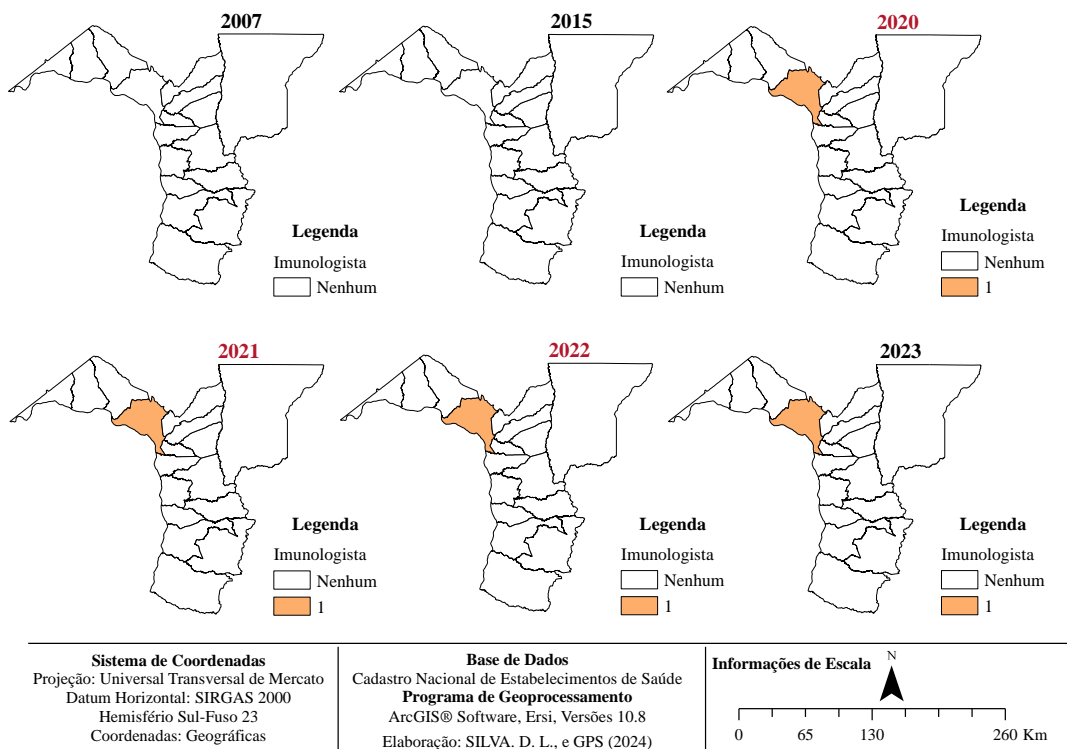 2007
2015
2020
Legenda
Imunologista
Nenhum
Legenda
Imunologista
Nenhum
Legenda
Imunologista
Nenhum
1
2021
2022
2023
Legenda
Imunologista
Nenhum
1
Legenda
Imunologista
Nenhum
1
Legenda
Imunologista
Nenhum
1
Sistema de Coordenadas
Projeção: Universal Transversal de Mercato
Datum Horizontal: SIRGAS 2000
Hemisfério Sul-Fuso 23
Coordenadas: Geográficas
Base de Dados
Cadastro Nacional de Estabelecimentos de Saúde
Programa de Geoprocessamento
ArcGIS® Software, Ersi, Versões 10.8
Elaboração: SILVA. D. L., e GPS (2024)
Informações de Escala
N
0 65 130 260 Km